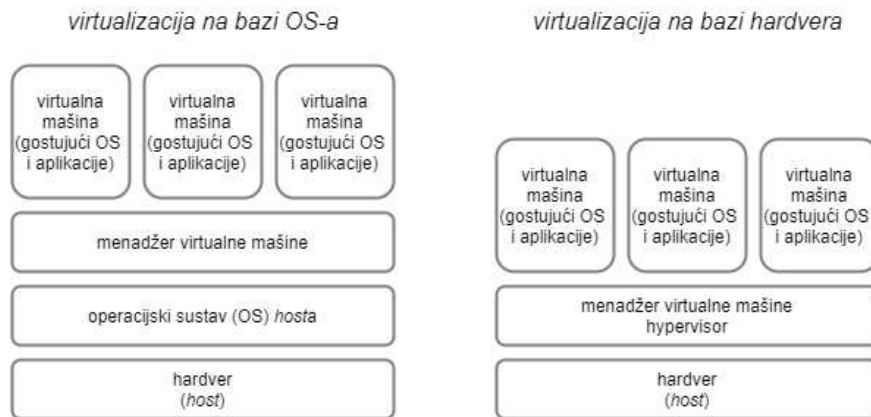 virtualizacija na bazi OS-a
virtualna
mašina
(gostujući OS
i aplikacije)
virtualna
mašina
(gostujući OS
i aplikacije)
virtualna
mašina
(gostujući OS
i aplikacije)
menadžer virtualne mašine
operacijski sustav (OS) hosta
hardver
(host)
virtualizacija na bazi hardvera
virtualna
mašina
(gostujući OS
i aplikacije)
virtualna
mašina
(gostujući OS
i aplikacije)
virtualna
mašina
(gostujući OS
i aplikacije)
menadžer virtualne mašine
hypervisor
hardver
(host)